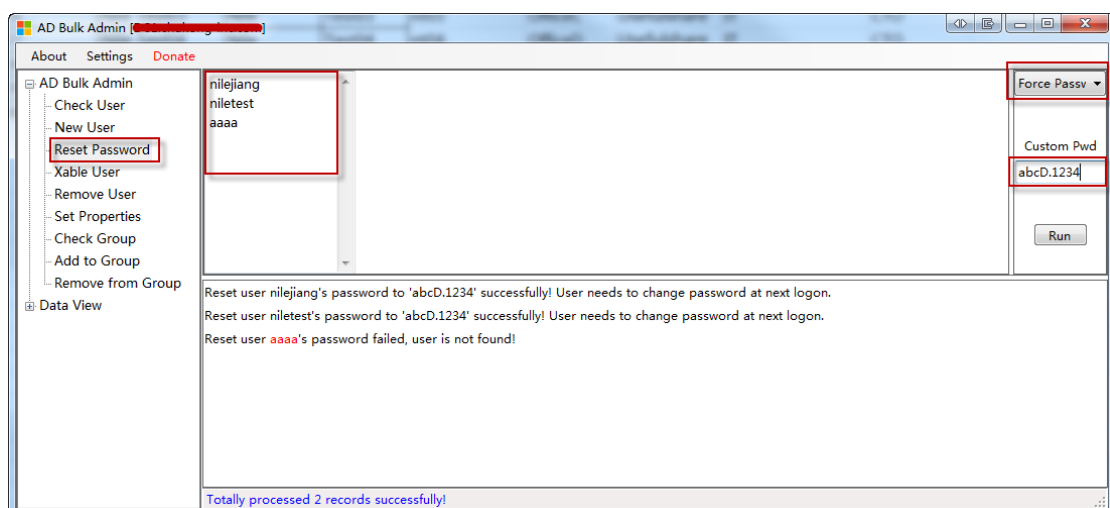 AD Bulk Admin [
About Settings Donate
AD Bulk Admin
Check User
New User
Reset Password
Xable User
Remove User
Set Properties
Check Group
Add to Group
Remove from Group
Data View
nilejiang
niletest
aaaa
Force Passv
Custom Pwd
abcD.1234
Run
Reset user nilejiang's password to 'abcD.1234' successfully! User needs to change password at next logon.
Reset user niletest's password to 'abcD.1234' successfully! User needs to change password at next logon.
Reset user aaaa's password failed, user is not found!
Totally processed 2 records successfully!